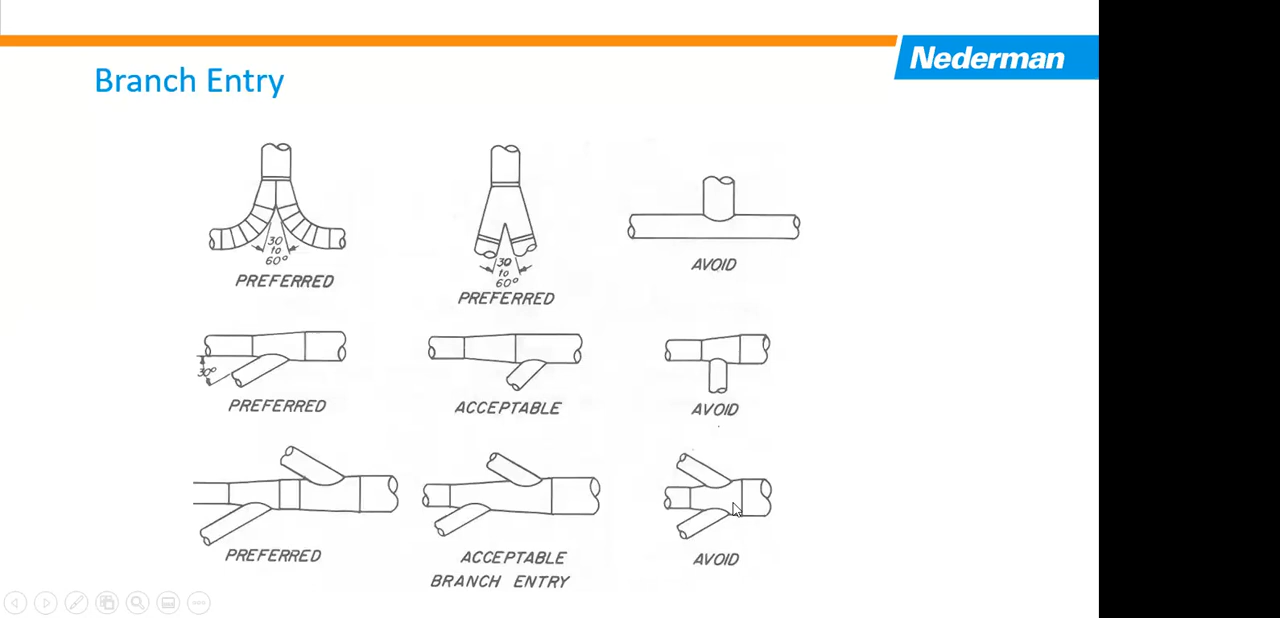 Nederman
Branch Entry
30
to
60°
PREFERRED
30
to
60°
PREFERRED
AVOID
30°
PREFERRED
ACCEPTABLE
AVOID
PREFERRED
ACCEPTABLE
AVOID
BRANCH ENTRY